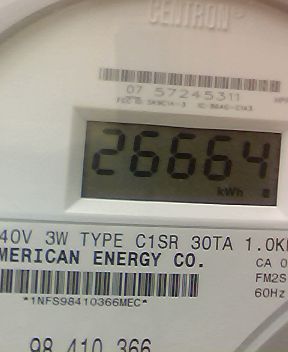 CENTRON
07 57245311
26664
kWh
40V 3W TYPE C1SR 30TA 1.0K
MERICAN ENERGY CO.
CA 0
FM2S
60Hz
*1NFS98410366MEC*
98 410 366